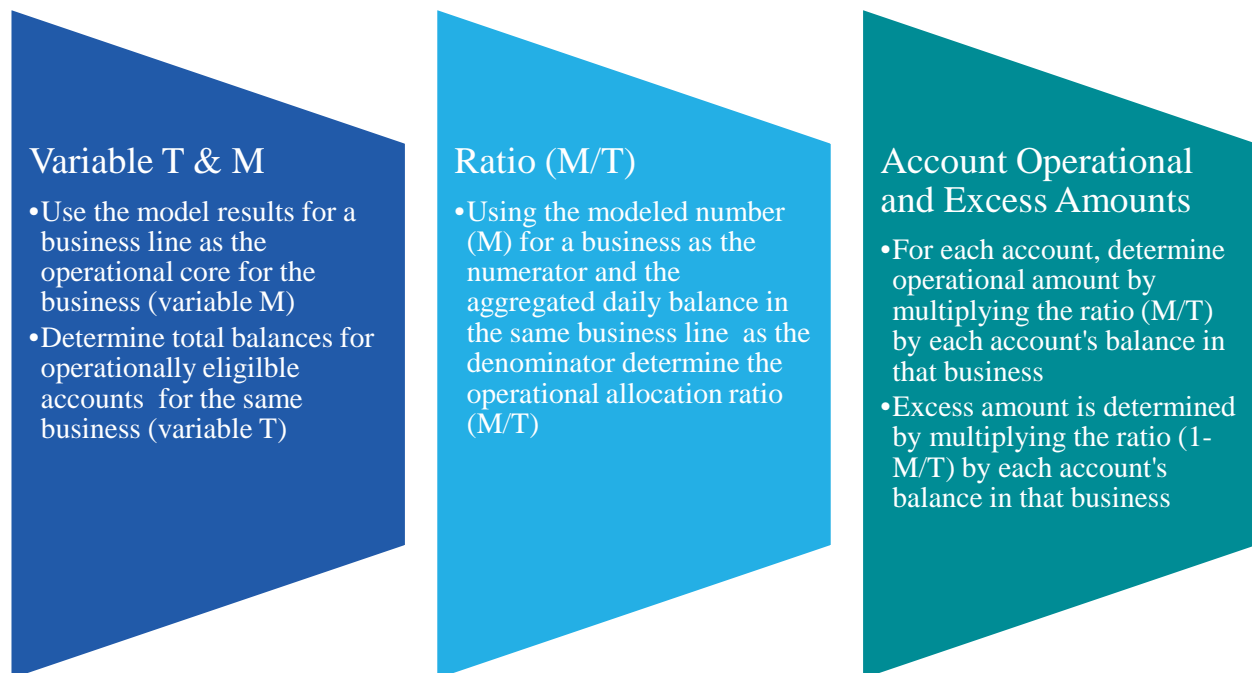 Variable T & M
•Use the model results for a
business line as the
operational core for the
business (variable M)
•Determine total balances for
operationally eligilble
accounts for the same
business (variable T)
Ratio (M/T)
•Using the modeled number
(M) for a business as the
numerator and the
aggregated daily balance in
the same business line as the
denominator determine the
operational allocation ratio
(M/T)
Account Operational
and Excess Amounts
•For each account, determine
operational amount by
multiplying the ratio (M/T)
by each account's balance in
that business
•Excess amount is determined
by multiplying the ratio (1-
M/T) by each account's
balance in that business